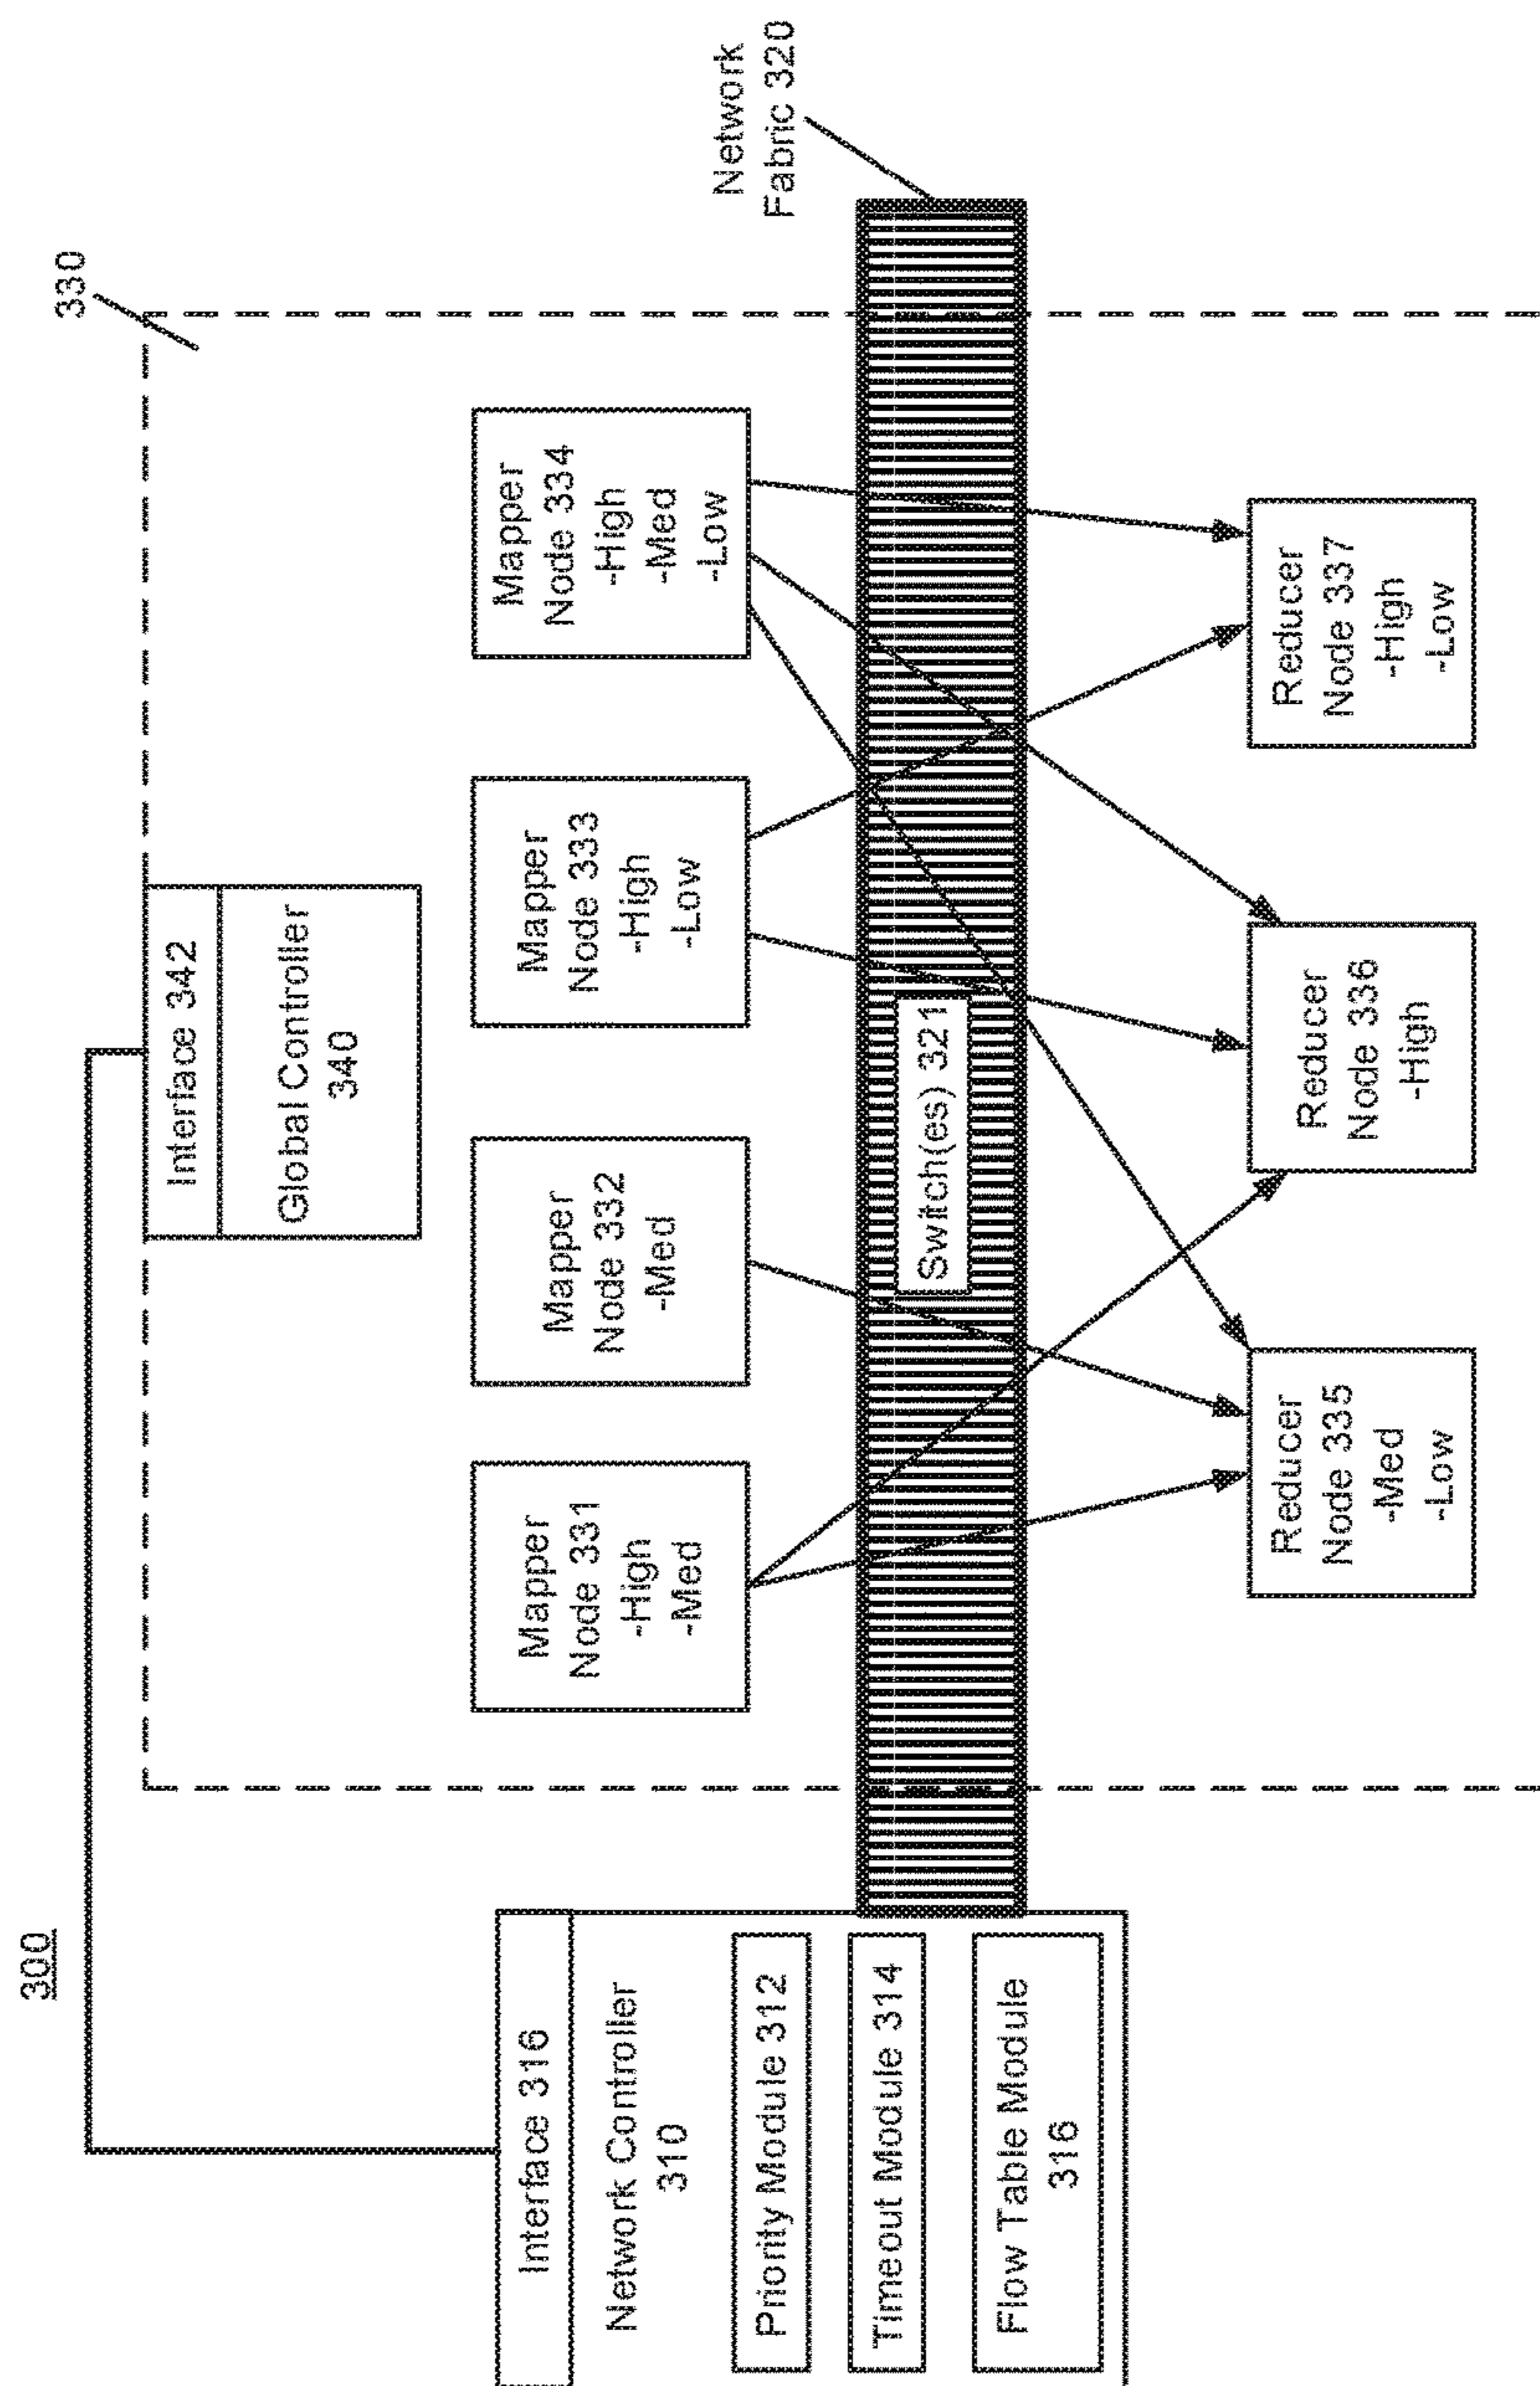 300
330
Interface 342
Global Controller
340
Network
Fabric 320
Interface 316
Network Controller
310
Priority Module 312
Timeout Module 314
Flow Table Module
316
Mapper
Node 331
-High
-Med
Mapper
Node 332
-Med
Mapper
Node 333
-High
-Low
Mapper
Node 334
-High
-Med
-Low
Switch(es) 321
Reducer
Node 335
-Med
-Low
Reducer
Node 336
-High
Reducer
Node 337
-High
-Low